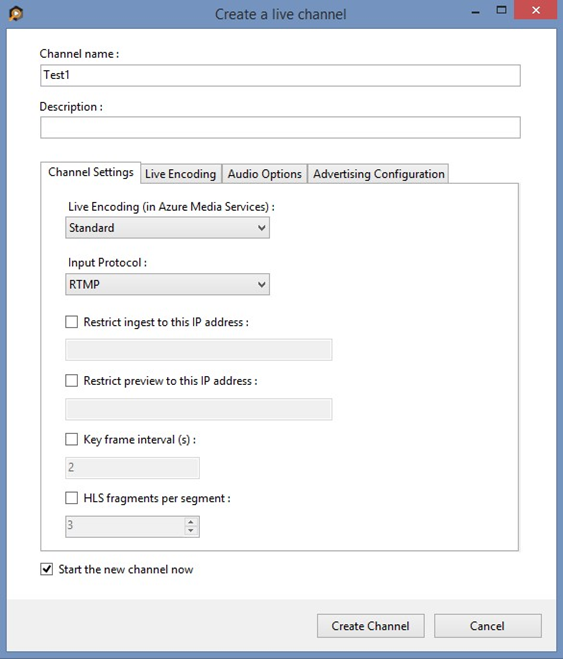 Create a live channel
Channel name :
Test1
Description :
Channel Settings Live Encoding Audio Options Advertising Configuration
Live Encoding (in Azure Media Services) :
Standard
Input Protocol :
RTMP
Restrict ingest to this IP address :
Restrict preview to this IP address :
Key frame interval (s) :
2
HLS fragments per segment :
3
Start the new channel now
Create Channel Cancel